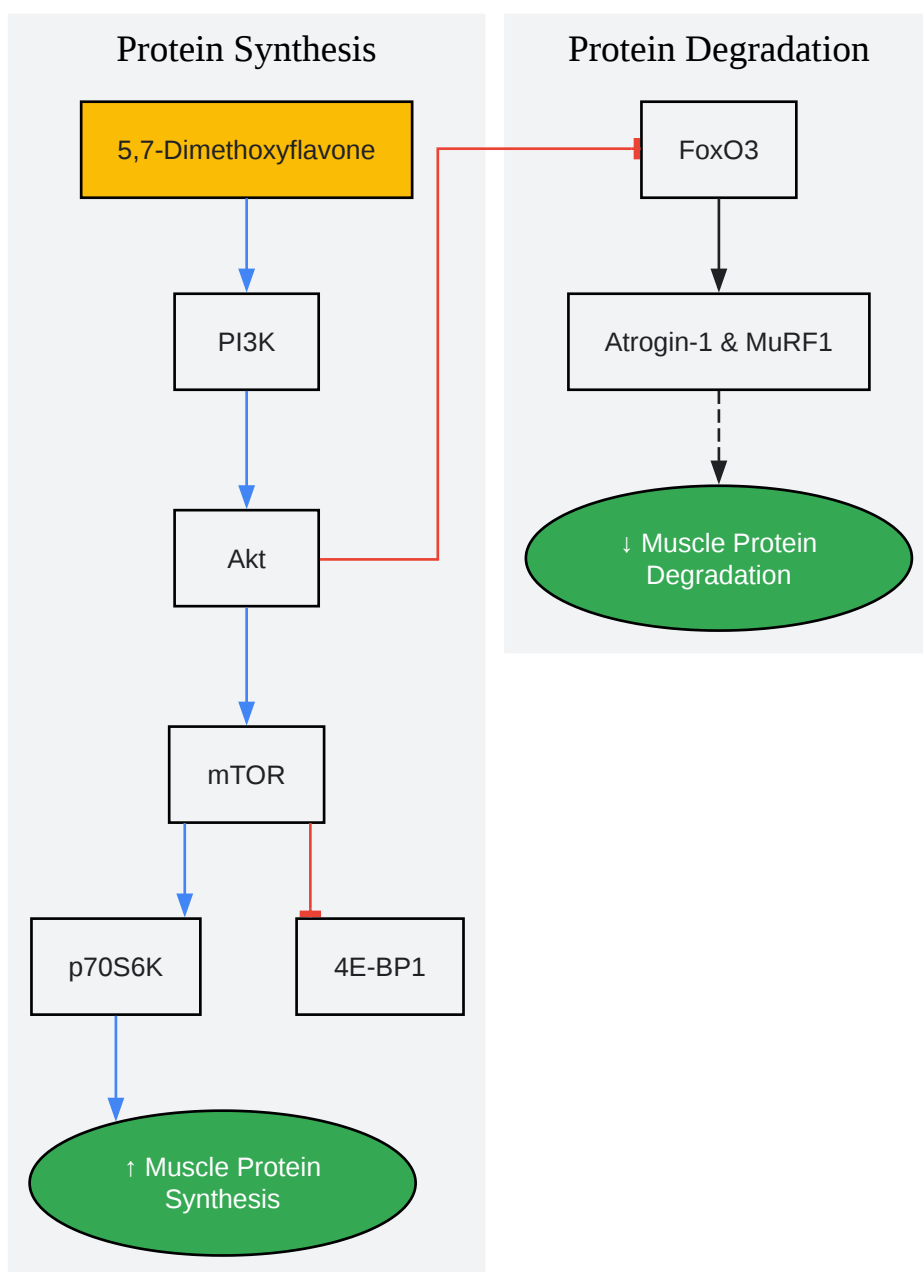 Protein Synthesis
5,7-Dimethoxyflavone
PI3K
Akt
mTOR
p70S6K
4E-BP1
↑ Muscle Protein
Synthesis
Protein Degradation
FoxO3
Atrogin-1 & MuRF1
↓ Muscle Protein
Degradation